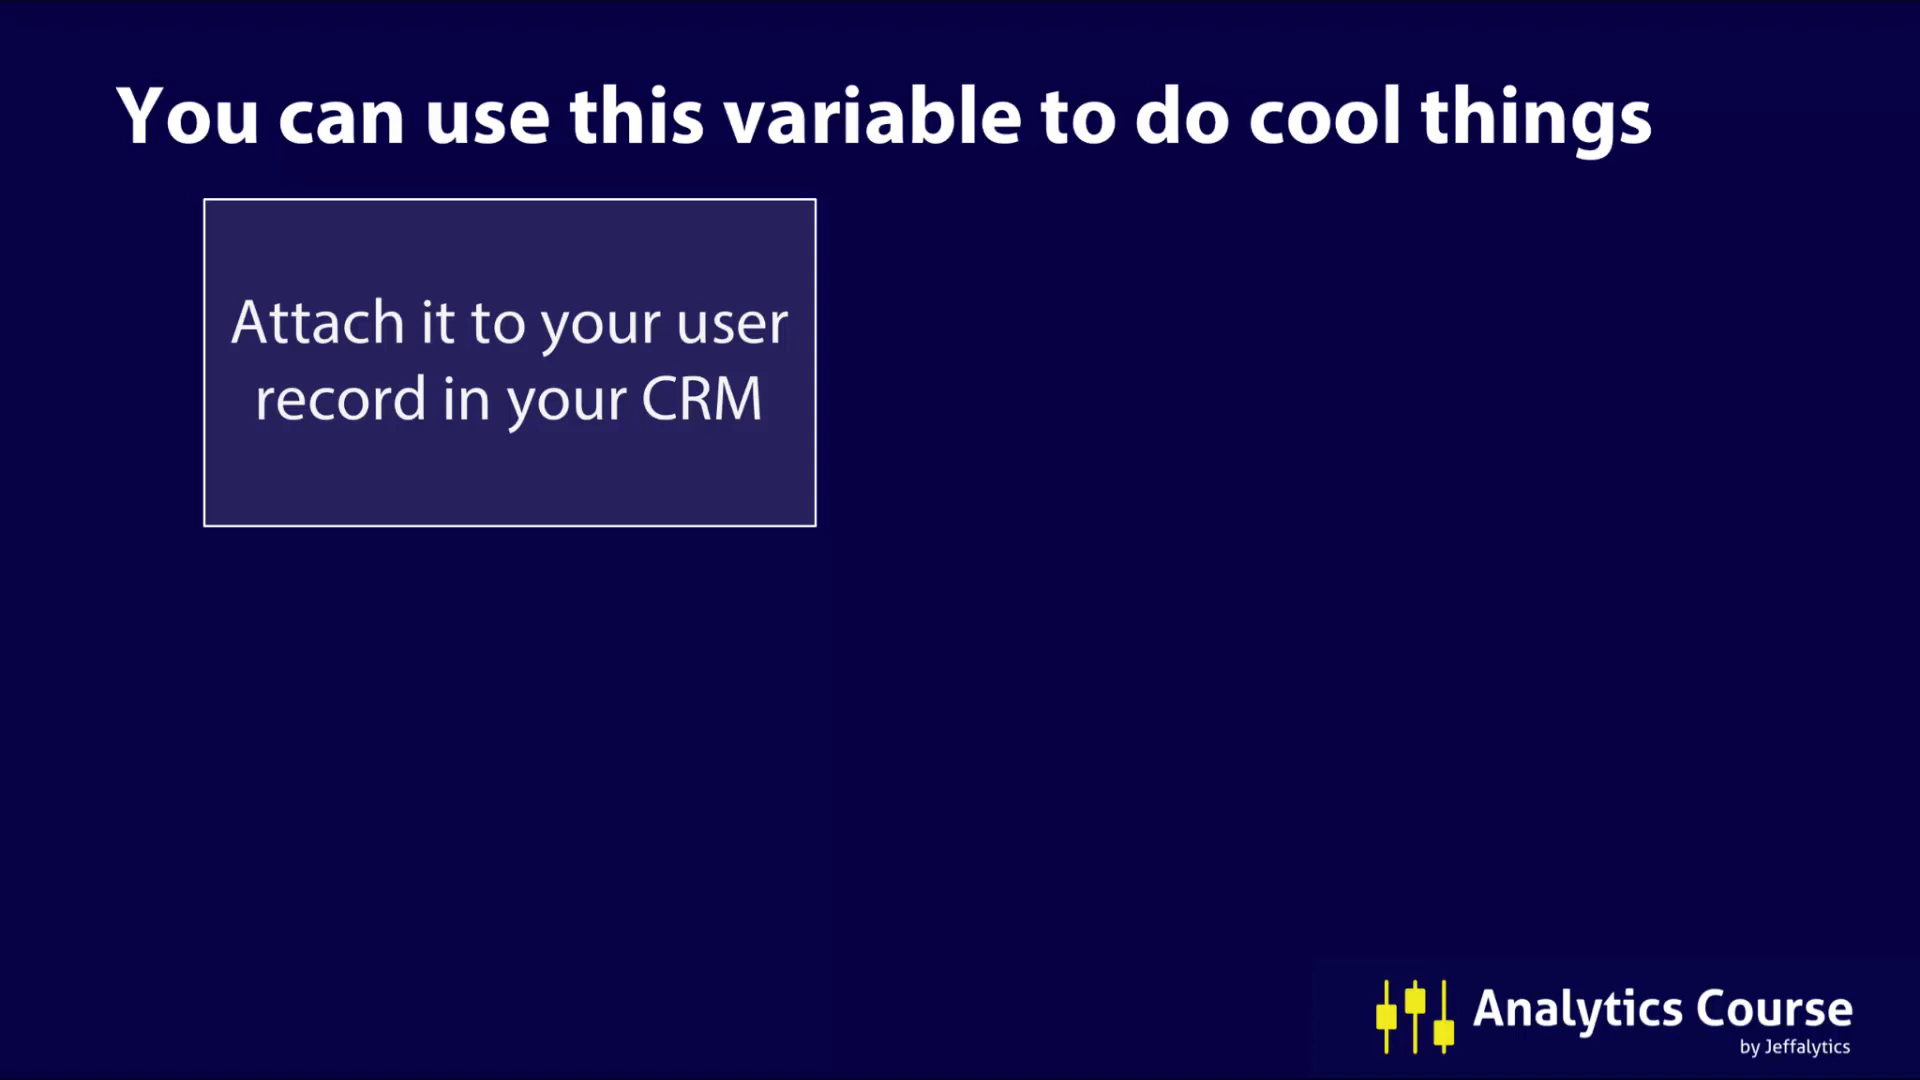 You can use this variable to do cool things
Attach it to your user
record in your CRM
Analytics Course
by Jeffalytics